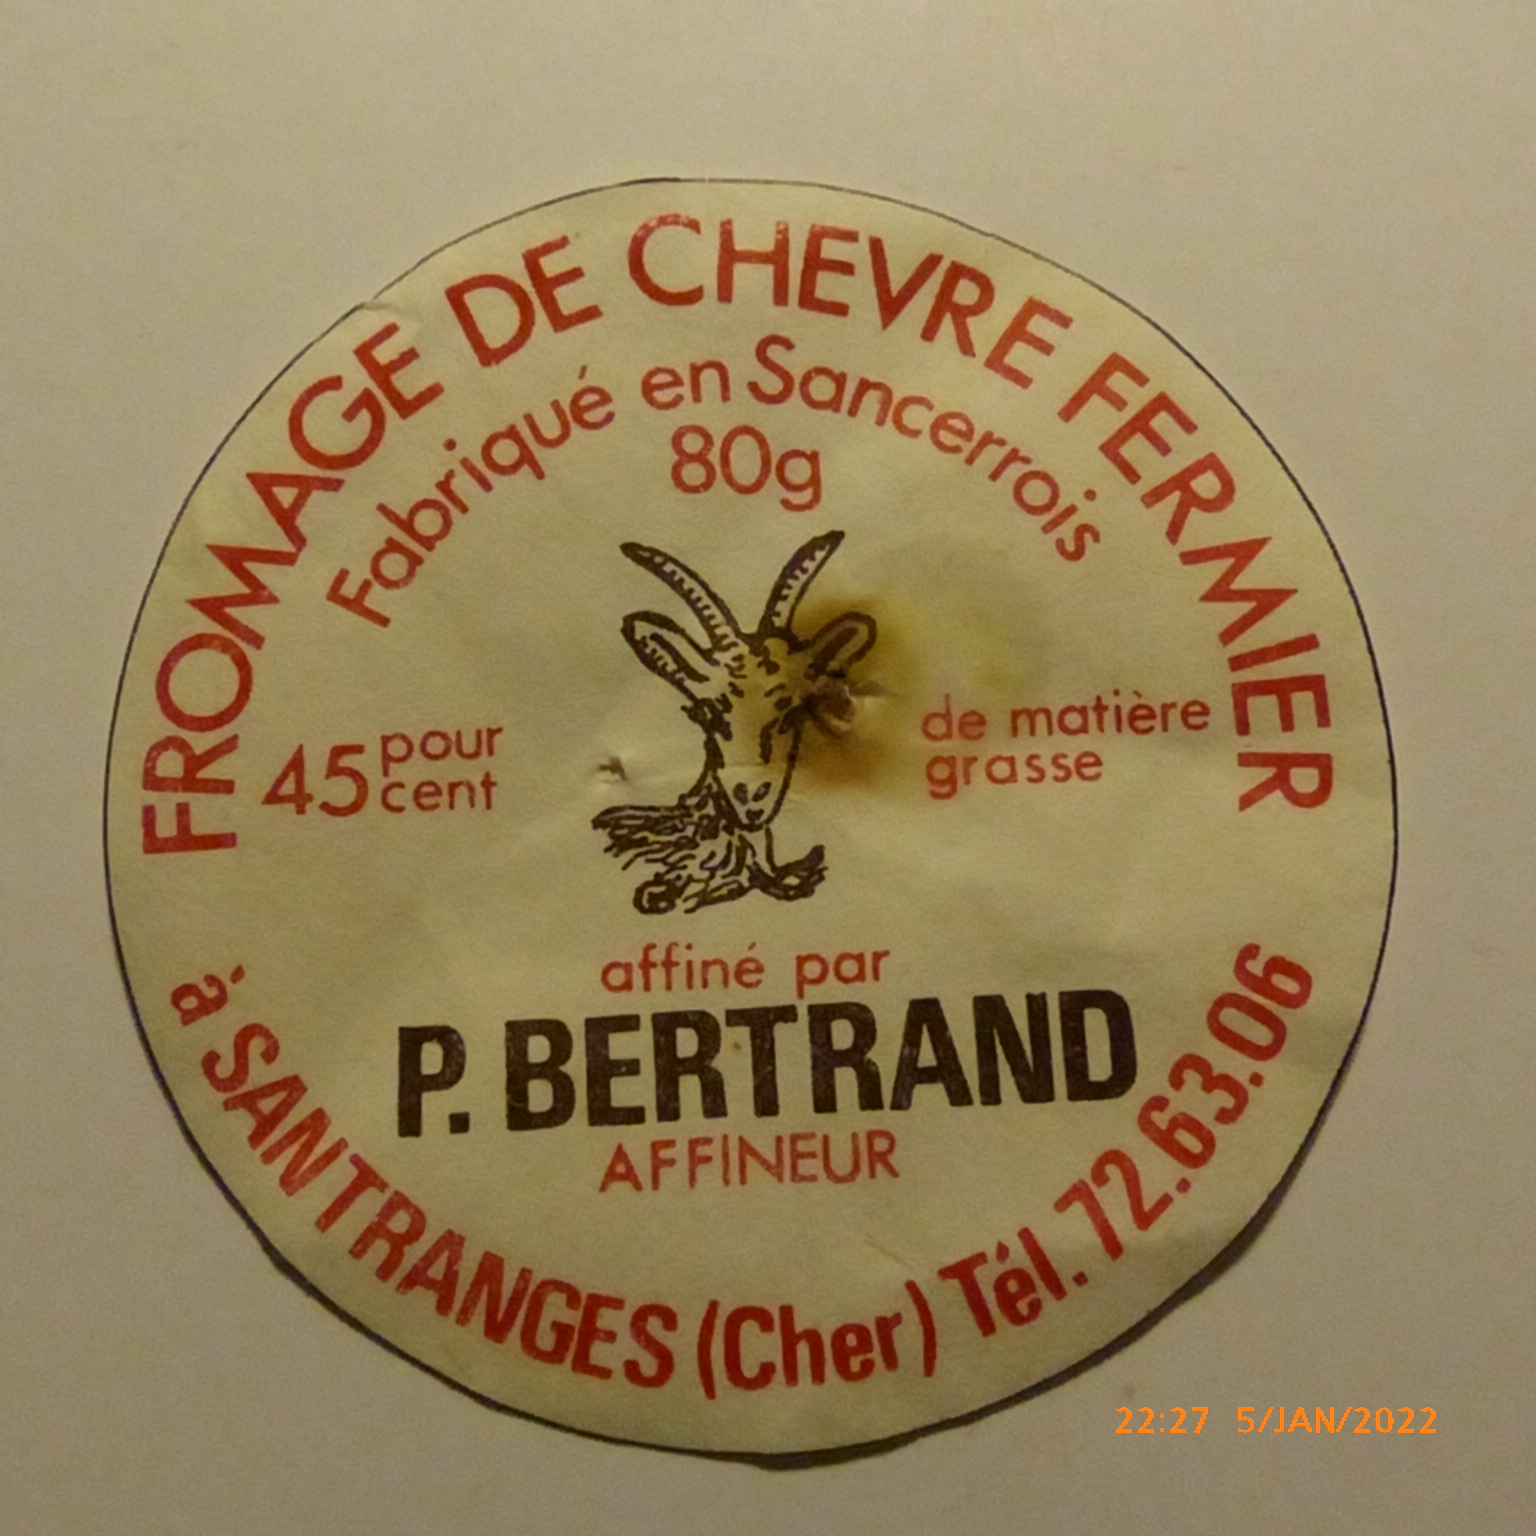 FROMAGE DE CHEVRE FERMIER
Fabriqué en Sancerrois
80g
45 pour cent
de matière
grasse
affiné par
P. BERTRAND
AFFINEUR
à SANTRANGES (Cher) Tél. 72.63.06
22:27 5/JAN/2022